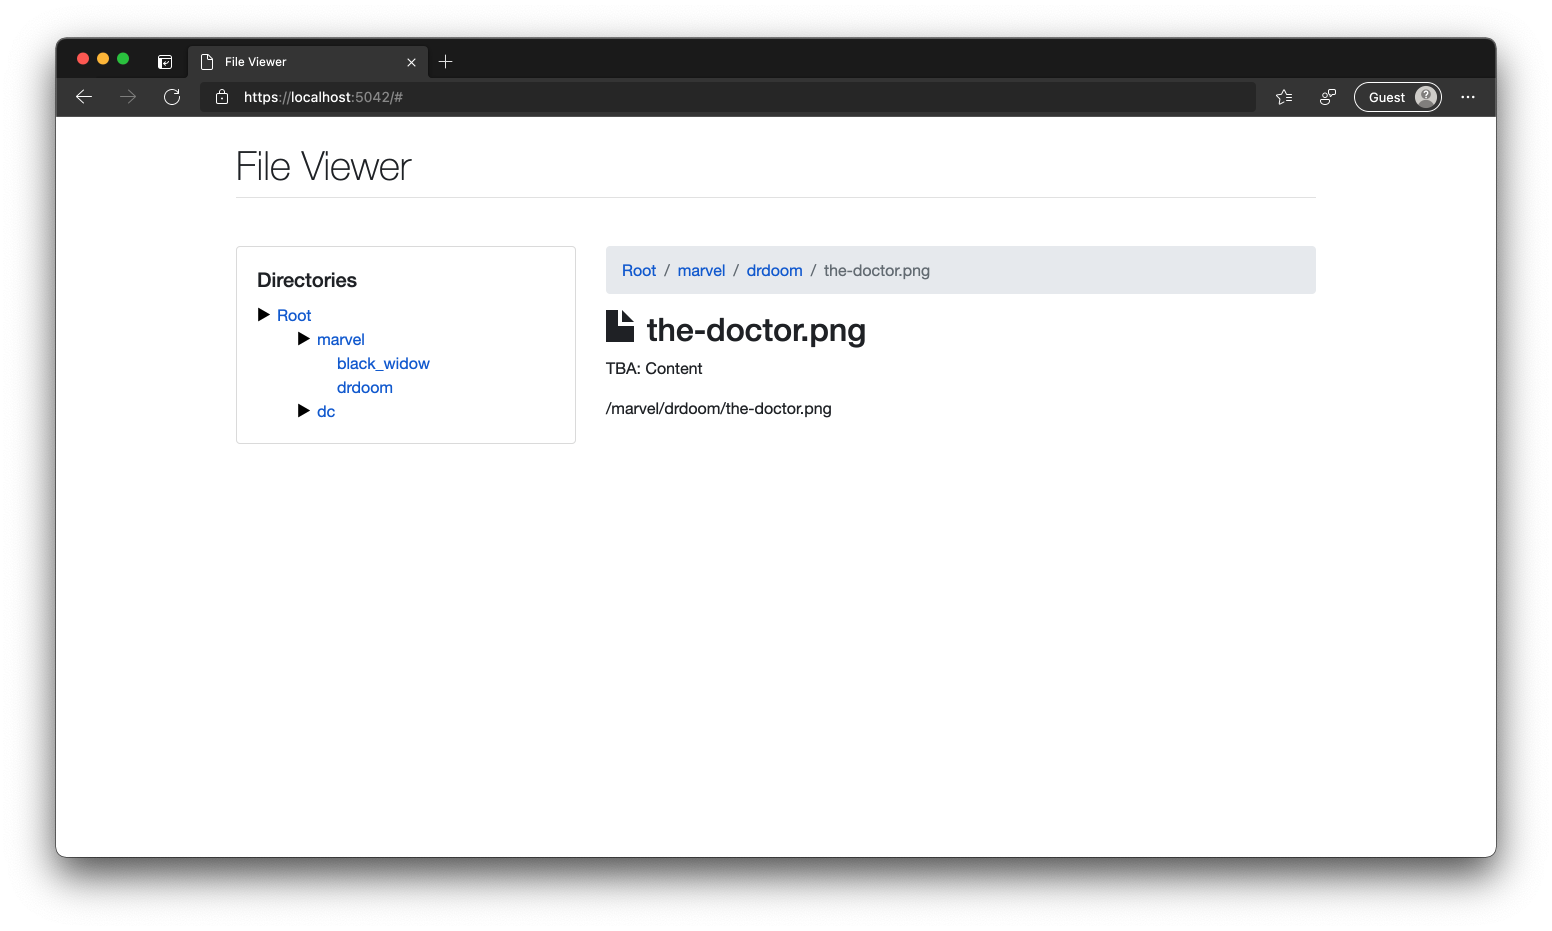 File Viewer
https://localhost:5042/#
Guest
File Viewer
Directories
Root
marvel
black_widow
drdoom
dc
Root / marvel / drdoom / the-doctor.png
the-doctor.png
TBA: Content
/marvel/drdoom/the-doctor.png